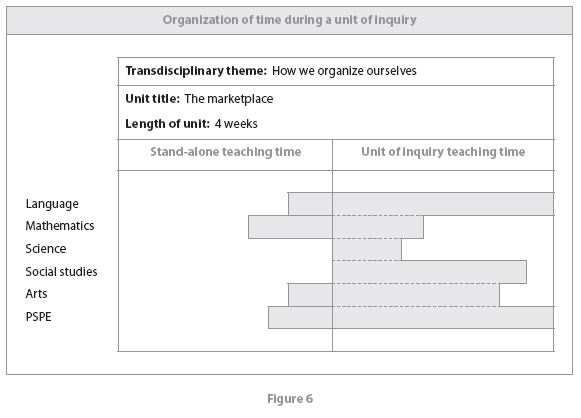 Organization of time during a unit of inquiry
Transdisciplinary theme: How we organize ourselves
Unit title: The marketplace
Length of unit: 4 weeks
Stand-alone teaching time
Unit of inquiry teaching time
Language
Mathematics
Science
Social studies
Arts
PSPE
Figure 6